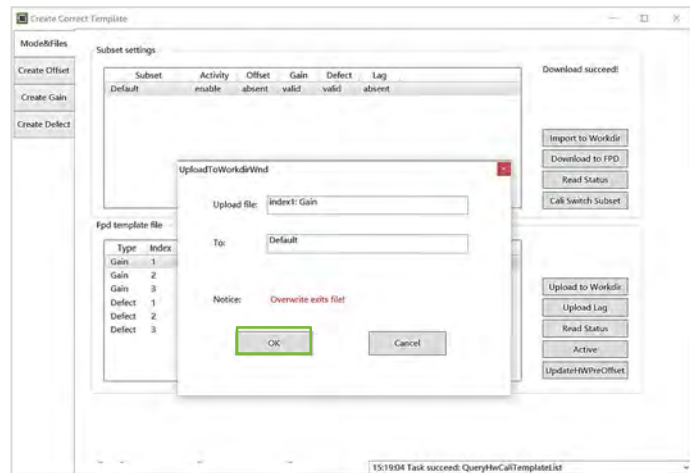 Create Correct Template
Mode&Files
Create Offset
Create Gain
Create Defect
Subset settings
Subset Activity Offset Gain Defect Lag
Default enable absent valid valid absent
Download succeed!
Import to Workdir
Download to FPD
Read Status
Cali Switch Subset
UploadToWorkdirWnd
Upload file: index1: Gain
To: Default
Notice: Overwrite exits file!
OK Cancel
Fpd template file
Type Index
Gain 1
Gain 2
Gain 3
Defect 1
Defect 2
Defect 3
Upload to Workdir
Upload Lag
Read Status
Active
UpdateHWPreOffset
15:19:04 Task succeed: QueryHwCaliTemplateList